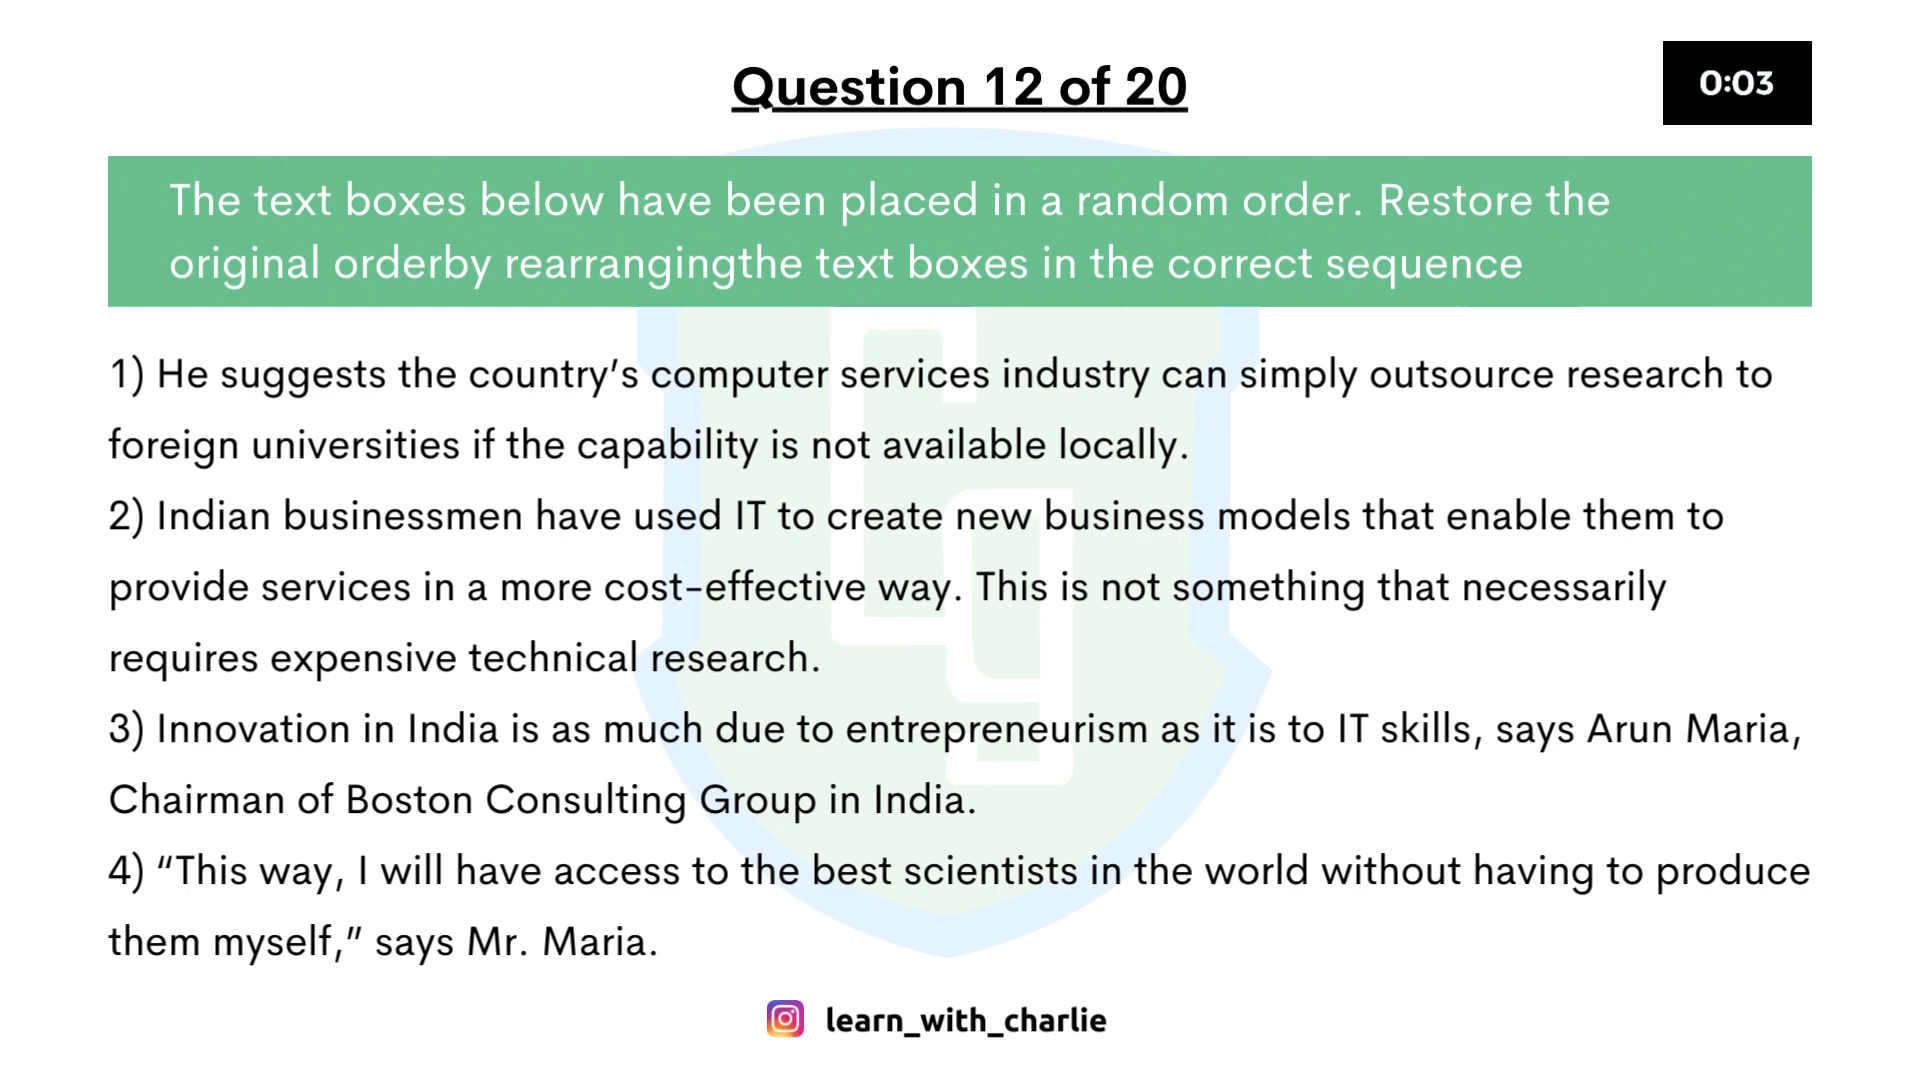 Question 12 of 20
0:03
The text boxes below have been placed in a random order. Restore the
original orderby rearrangingthe text boxes in the correct sequence
1) He suggests the country’s computer services industry can simply outsource research to
foreign universities if the capability is not available locally.
2) Indian businessmen have used IT to create new business models that enable them to
provide services in a more cost-effective way. This is not something that necessarily
requires expensive technical research.
3) Innovation in India is as much due to entrepreneurism as it is to IT skills, says Arun Maria,
Chairman of Boston Consulting Group in India.
4) “This way, I will have access to the best scientists in the world without having to produce
them myself,” says Mr. Maria.
learn_with_charlie